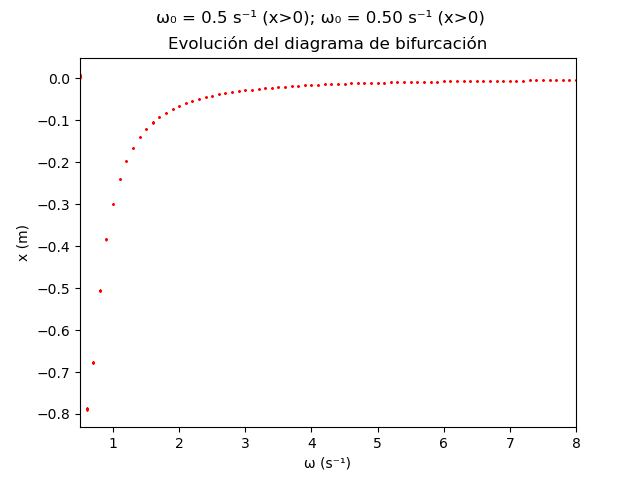 ω₀ = 0.5 s⁻¹ (x>0); ω₀ = 0.50 s⁻¹ (x>0)
Evolución del diagrama de bifurcación
0.0
−0.1
−0.2
−0.3
−0.4
−0.5
−0.6
−0.7
−0.8
x (m)
1 2 3 4 5 6 7 8
ω (s⁻¹)